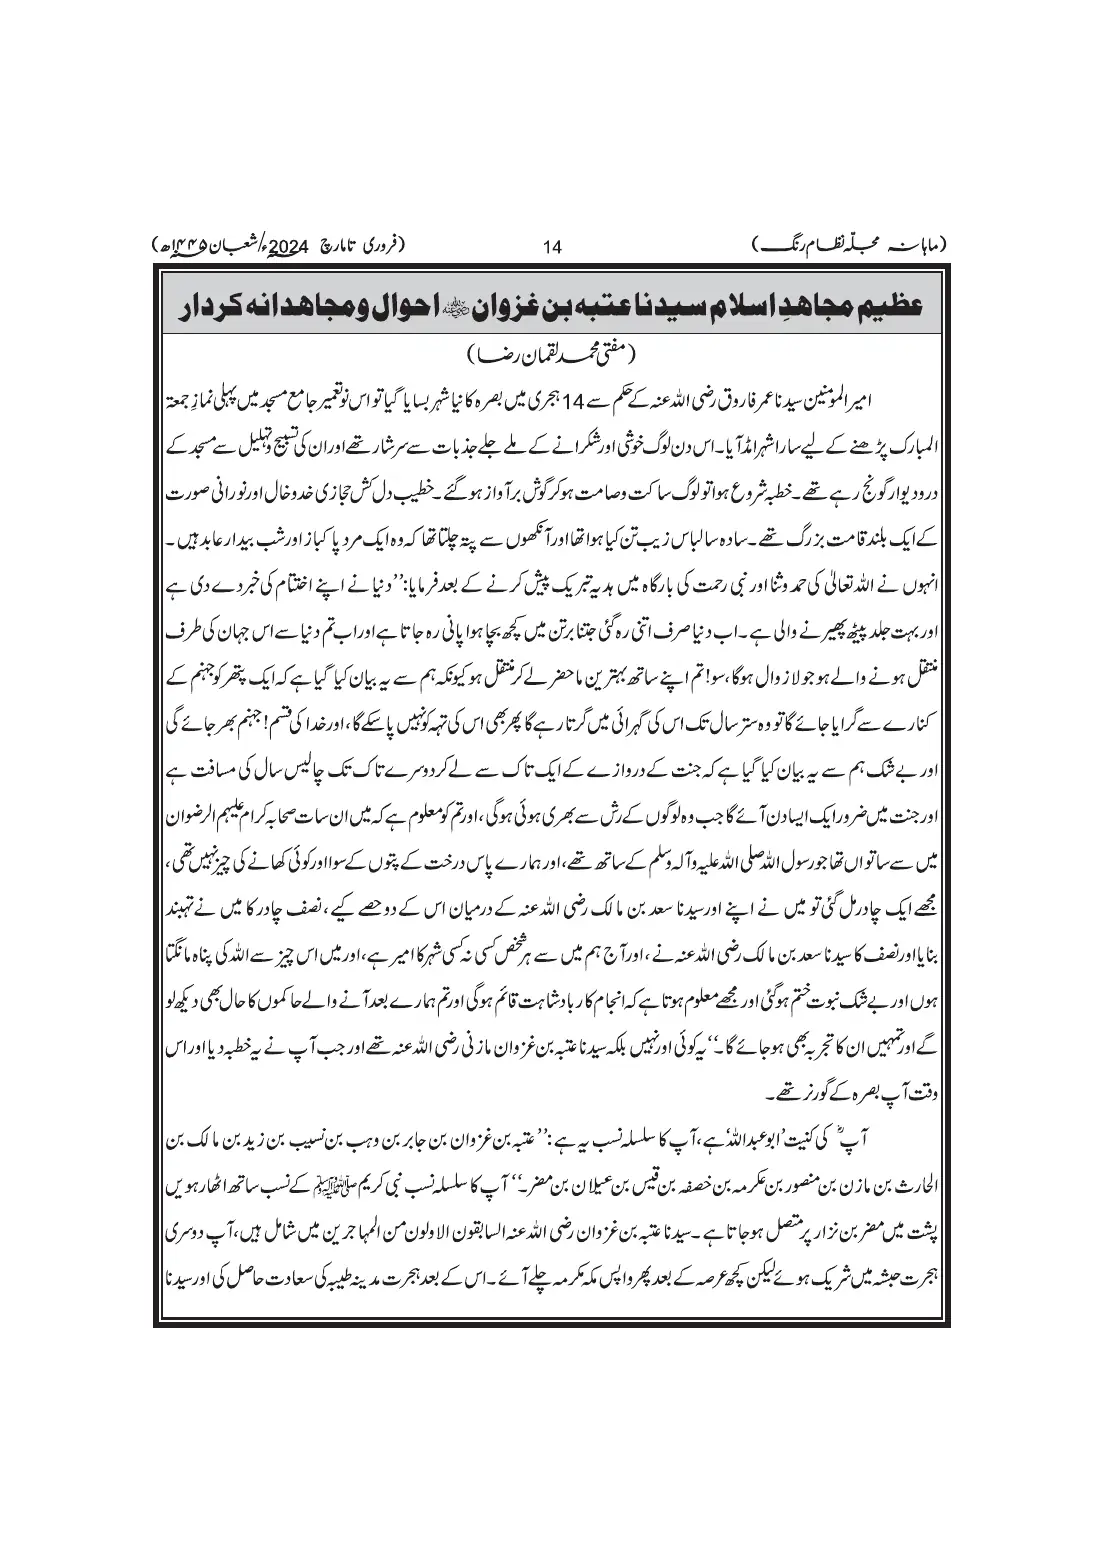 (ماہانہ مجلّہ نظام رنگ) 14 (فروری تا مارچ 2024ء/شعبان ۱۴۴۵ھ)
عظیم مجاہدِ اسلام سیدنا عتبہ بن غزوان رضی اللہ عنہ احوال و مجاہدانہ کردار
(مفتی محمد لقمان رضا)
امیر المومنین سیدنا عمر فاروق رضی اللہ عنہ کے حکم سے 14 ہجری میں بصرہ کا نیا شہر بسایا گیا تو اس نو تعمیر جامع مسجد میں پہلی نمازِ جمعۃ
المبارک پڑھنے کے لیے سارا شہر امڈ آیا۔ اس دن لوگ خوشی اور شکرانے کے ملے جلے جذبات سے سرشار تھے اور ان کی تسبیح و تہلیل سے مسجد کے
در و دیوار گونج رہے تھے۔ خطبہ شروع ہوا تو لوگ ساکت و صامت ہو کر گوش بر آواز ہو گئے۔ خطیب دل کش حجازی خد و خال اور نورانی صورت
کے ایک بلند قامت بزرگ تھے۔ سادہ سا لباس زیب تن کیا ہوا تھا اور آنکھوں سے پتہ چلتا تھا کہ وہ ایک مرد پاکباز اور شب بیدار عابد ہیں ۔
انہوں نے اللہ تعالیٰ کی حمد و ثنا اور نبی رحمت کی بارگاہ میں ہدیہ تبریک پیش کرنے کے بعد فرمایا: ’’دنیا نے اپنے اختتام کی خبر دے دی ہے
اور بہت جلد پیٹھ پھیرنے والی ہے۔ اب دنیا صرف اتنی رہ گئی جتنا برتن میں کچھ بچا ہوا پانی رہ جاتا ہے اور اب تم دنیا سے اس جہان کی طرف
منتقل ہونے والے ہو جو لا زوال ہوگا، سو! تم اپنے ساتھ بہترین ما حضر لے کر منتقل ہو کیونکہ ہم سے یہ بیان کیا گیا ہے کہ ایک پتھر کو جہنم کے
کنارے سے گرایا جائے گا تو وہ ستر سال تک اس کی گہرائی میں گرتا رہے گا پھر بھی اس کی تہہ کو نہیں پا سکے گا، اور خدا کی قسم! جہنم بھر جائے گی
اور بے شک ہم سے یہ بیان کیا گیا ہے کہ جنت کے دروازے کے ایک تاک سے لے کر دوسرے تاک تک چالیس سال کی مسافت ہے
اور جنت میں ضرور ایک ایسا دن آئے گا جب وہ لوگوں کے رش سے بھری ہوئی ہوگی، اور تم کو معلوم ہے کہ میں ان سات صحابہ کرام علیہم الرضوان
میں سے ساتواں تھا جو رسول اللہ صلی اللہ علیہ وآلہ وسلم کے ساتھ تھے، اور ہمارے پاس درخت کے پتوں کے سوا اور کوئی کھانے کی چیز نہیں تھی،
مجھے ایک چادر مل گئی تو میں نے اپنے اور سیدنا سعد بن مالک رضی اللہ عنہ کے درمیان اس کے دو حصے کیے، نصف چادر کا میں نے تہبند
بنایا اور نصف کا سیدنا سعد بن مالک رضی اللہ عنہ نے، اور آج ہم میں سے ہر شخص کسی نہ کسی شہر کا امیر ہے، اور میں اس چیز سے اللہ کی پناہ مانگتا
ہوں اور بے شک نبوت ختم ہو گئی اور مجھے معلوم ہوتا ہے کہ انجام کار بادشاہت قائم ہوگی اور تم ہمارے بعد آنے والے حاکموں کا حال بھی دیکھ لو
گے اور تمہیں ان کا تجربہ بھی ہو جائے گا۔‘‘ یہ کوئی اور نہیں بلکہ سیدنا عتبہ بن غزوان مازنی رضی اللہ عنہ تھے اور جب آپ نے یہ خطبہ دیا اور اس
وقت آپ بصرہ کے گورنر تھے۔
آپؓ کی کنیت ’ابوعبداللہ‘ ہے، آپ کا سلسلہ نسب یہ ہے: ’’عتبہ بن غزوان بن جابر بن وہب بن نسیب بن زید بن مالک بن
الحارث بن مازن بن منصور بن عکرمہ بن خصفہ بن قیس بن عیلان بن مضر۔‘‘ آپ کا سلسلہ نسب نبی کریم ﷺ کے نسب ساتھ اٹھارہویں
پشت میں مضر بن نزار پر متصل ہو جاتا ہے۔ سیدنا عتبہ بن غزوان رضی اللہ عنہ السابقون الاولون من المہاجرین میں شامل ہیں، آپ دوسری
ہجرت حبشہ میں شریک ہوئے لیکن کچھ عرصہ کے بعد پھر واپس مکہ مکرمہ چلے آئے۔ اس کے بعد ہجرت مدینہ طیبہ کی سعادت حاصل کی اور سیدنا